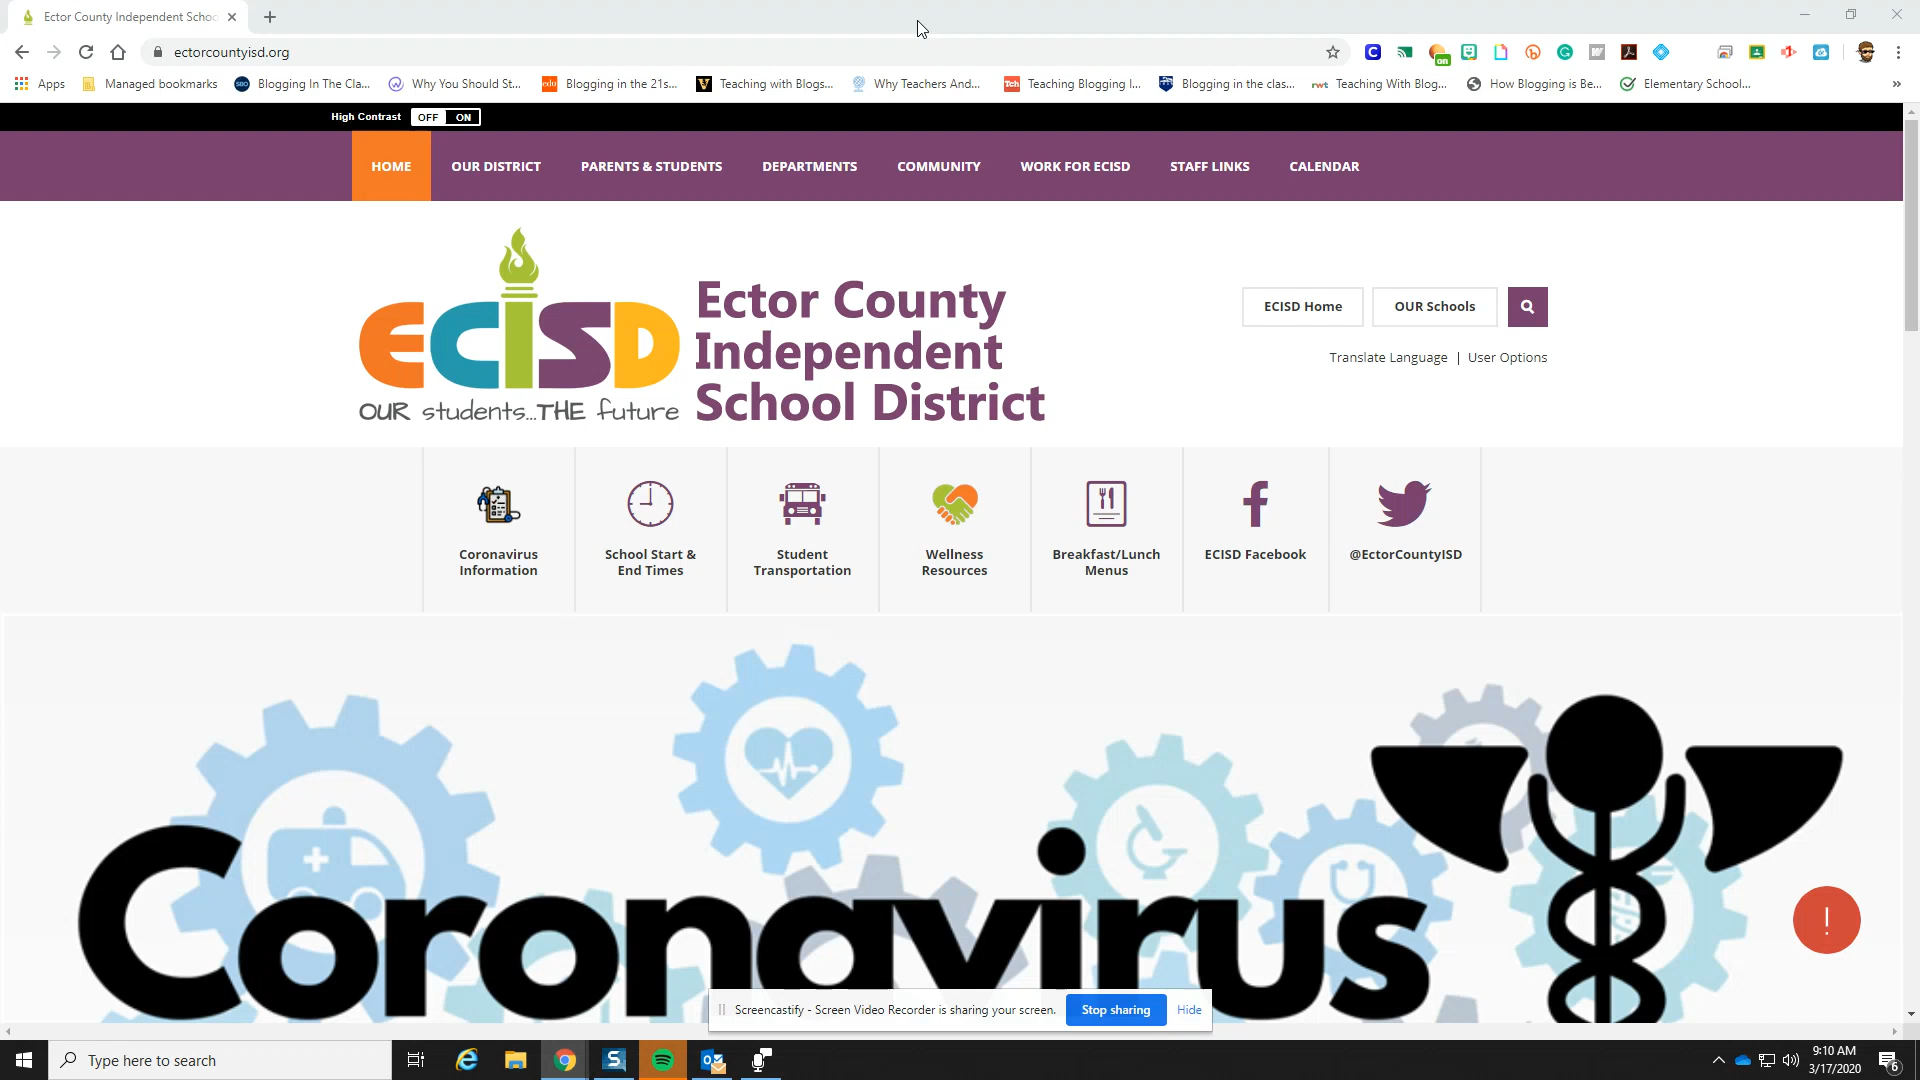 Ector County Independent Schoo
ectorcountyisd.org
on
Apps
Managed bookmarks
Blogging In The Cla...
Why You Should St...
edu
Blogging in the 21s...
Teaching with Blogs...
Why Teachers And...
Tch
Teaching Blogging I...
Blogging in the clas...
rwt
Teaching With Blog...
How Blogging is Be...
Elementary School...
High Contrast OFF ON
HOME
OUR DISTRICT
PARENTS & STUDENTS
DEPARTMENTS
COMMUNITY
WORK FOR ECISD
STAFF LINKS
CALENDAR
ECISD
OUR students...THE future
Ector County
Independent
School District
ECISD Home
OUR Schools
Translate Language | User Options
Coronavirus
Information
School Start &
End Times
Student
Transportation
Wellness
Resources
Breakfast/Lunch
Menus
ECISD Facebook
@EctorCountyISD
Coronavirus
!
Screencastify - Screen Video Recorder is sharing your screen.
Stop sharing
Hide
Type here to search
9:10 AM
3/17/2020
6